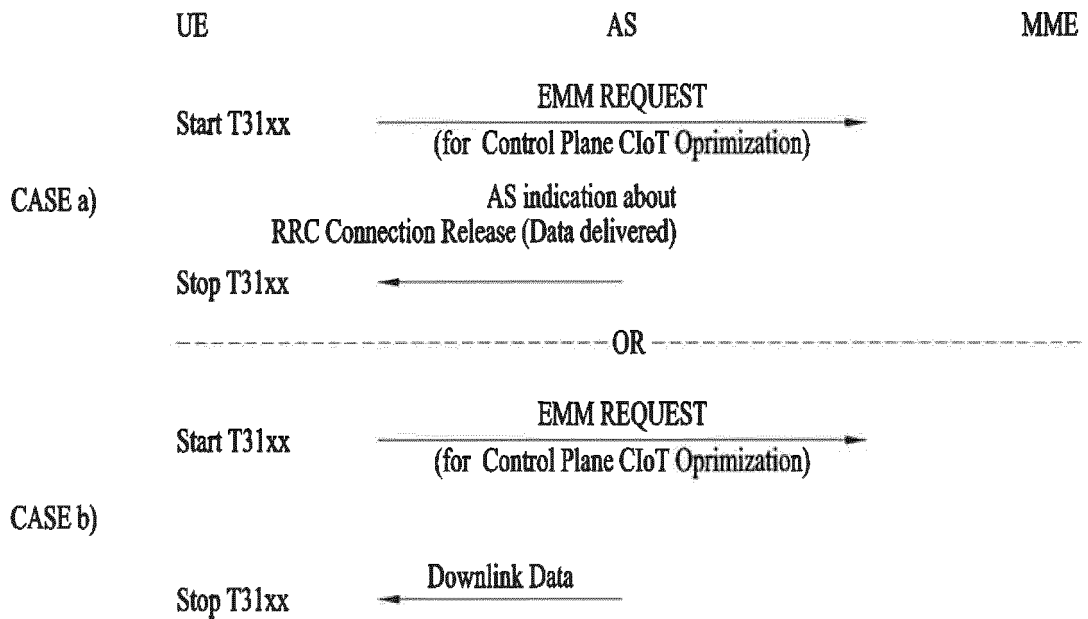 UE AS MME
EMM REQUEST
Start T31xx
(for Control Plane CIoT Oprimization)
CASE a)
AS indication about
RRC Connection Release (Data delivered)
Stop T31xx
OR
EMM REQUEST
Start T31xx
(for Control Plane CIoT Oprimization)
CASE b)
Downlink Data
Stop T31xx